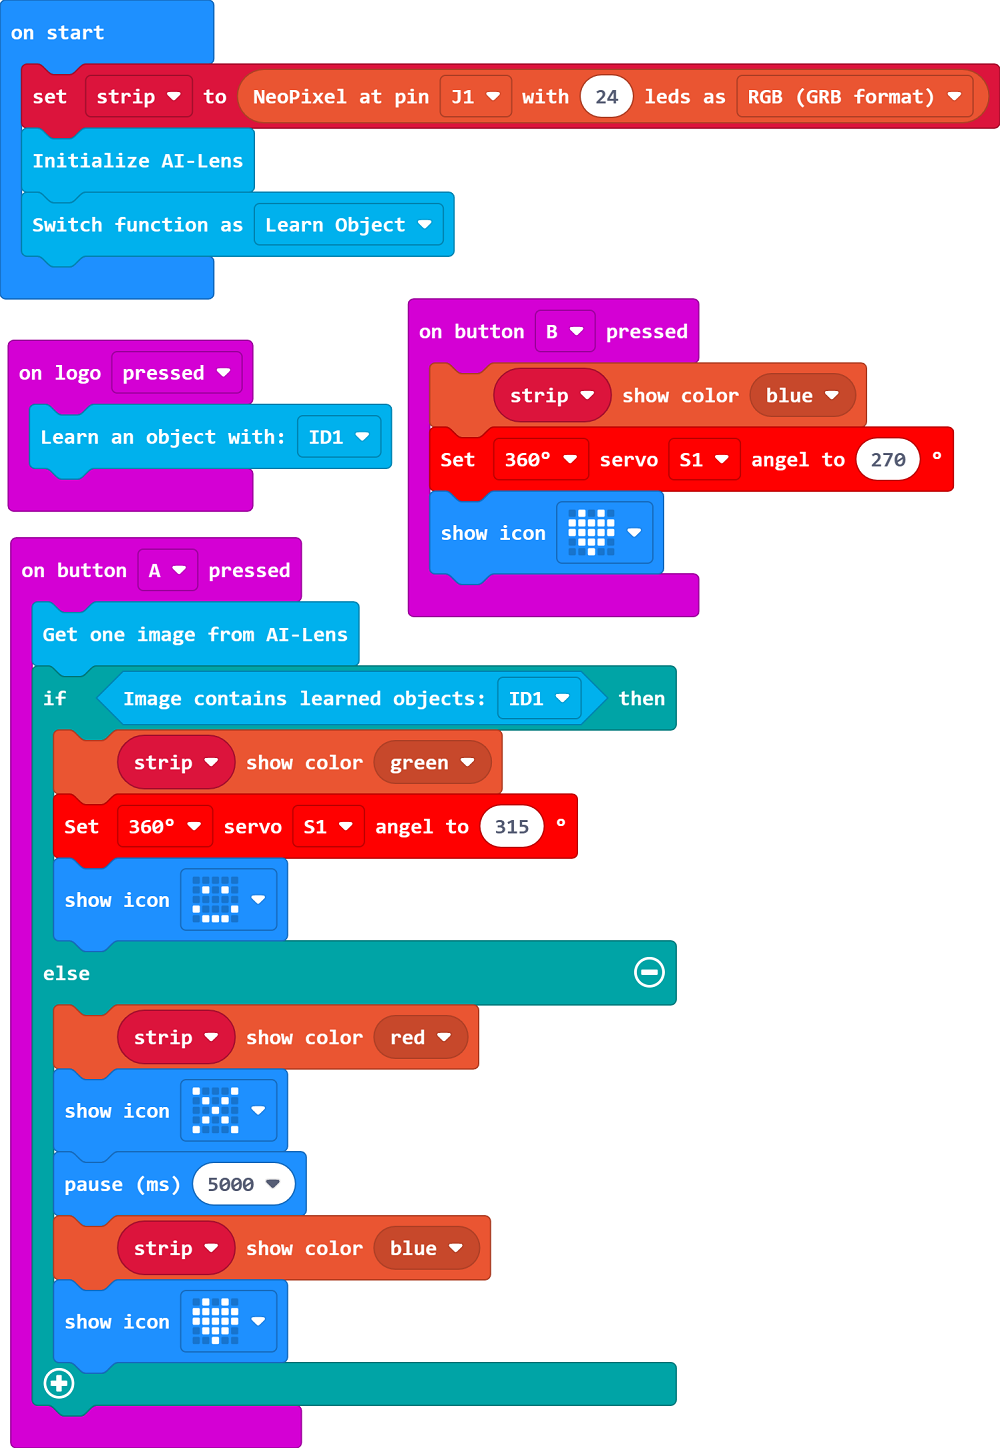 on start
set strip to NeoPixel at pin J1 with 24 leds as RGB (GRB format)
Initialize AI-Lens
Switch function as Learn Object
on logo pressed
Learn an object with: ID1
on button B pressed
strip show color blue
Set 360° servo S1 angel to 270 °
show icon
on button A pressed
Get one image from AI-Lens
if Image contains learned objects: ID1 then
strip show color green
Set 360° servo S1 angel to 315 °
show icon
else
strip show color red
show icon
pause (ms) 5000
strip show color blue
show icon